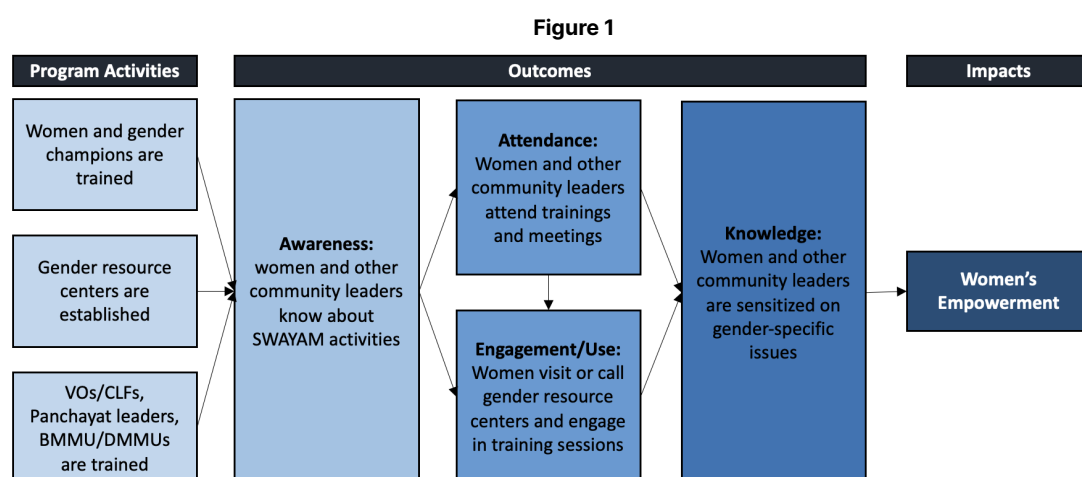 Figure 1
Program Activities
Outcomes
Impacts
Women and gender
champions are
trained
Gender resource
centers are
established
VOs/CLFs,
Panchayat leaders,
BMMU/DMMUs
are trained
Awareness:
women and other
community leaders
know about
SWAYAM activities
Attendance:
Women and other
community leaders
attend trainings
and meetings
Engagement/Use:
Women visit or call
gender resource
centers and engage
in training sessions
Knowledge:
Women and other
community leaders
are sensitized on
gender-specific
issues
Women’s
Empowerment